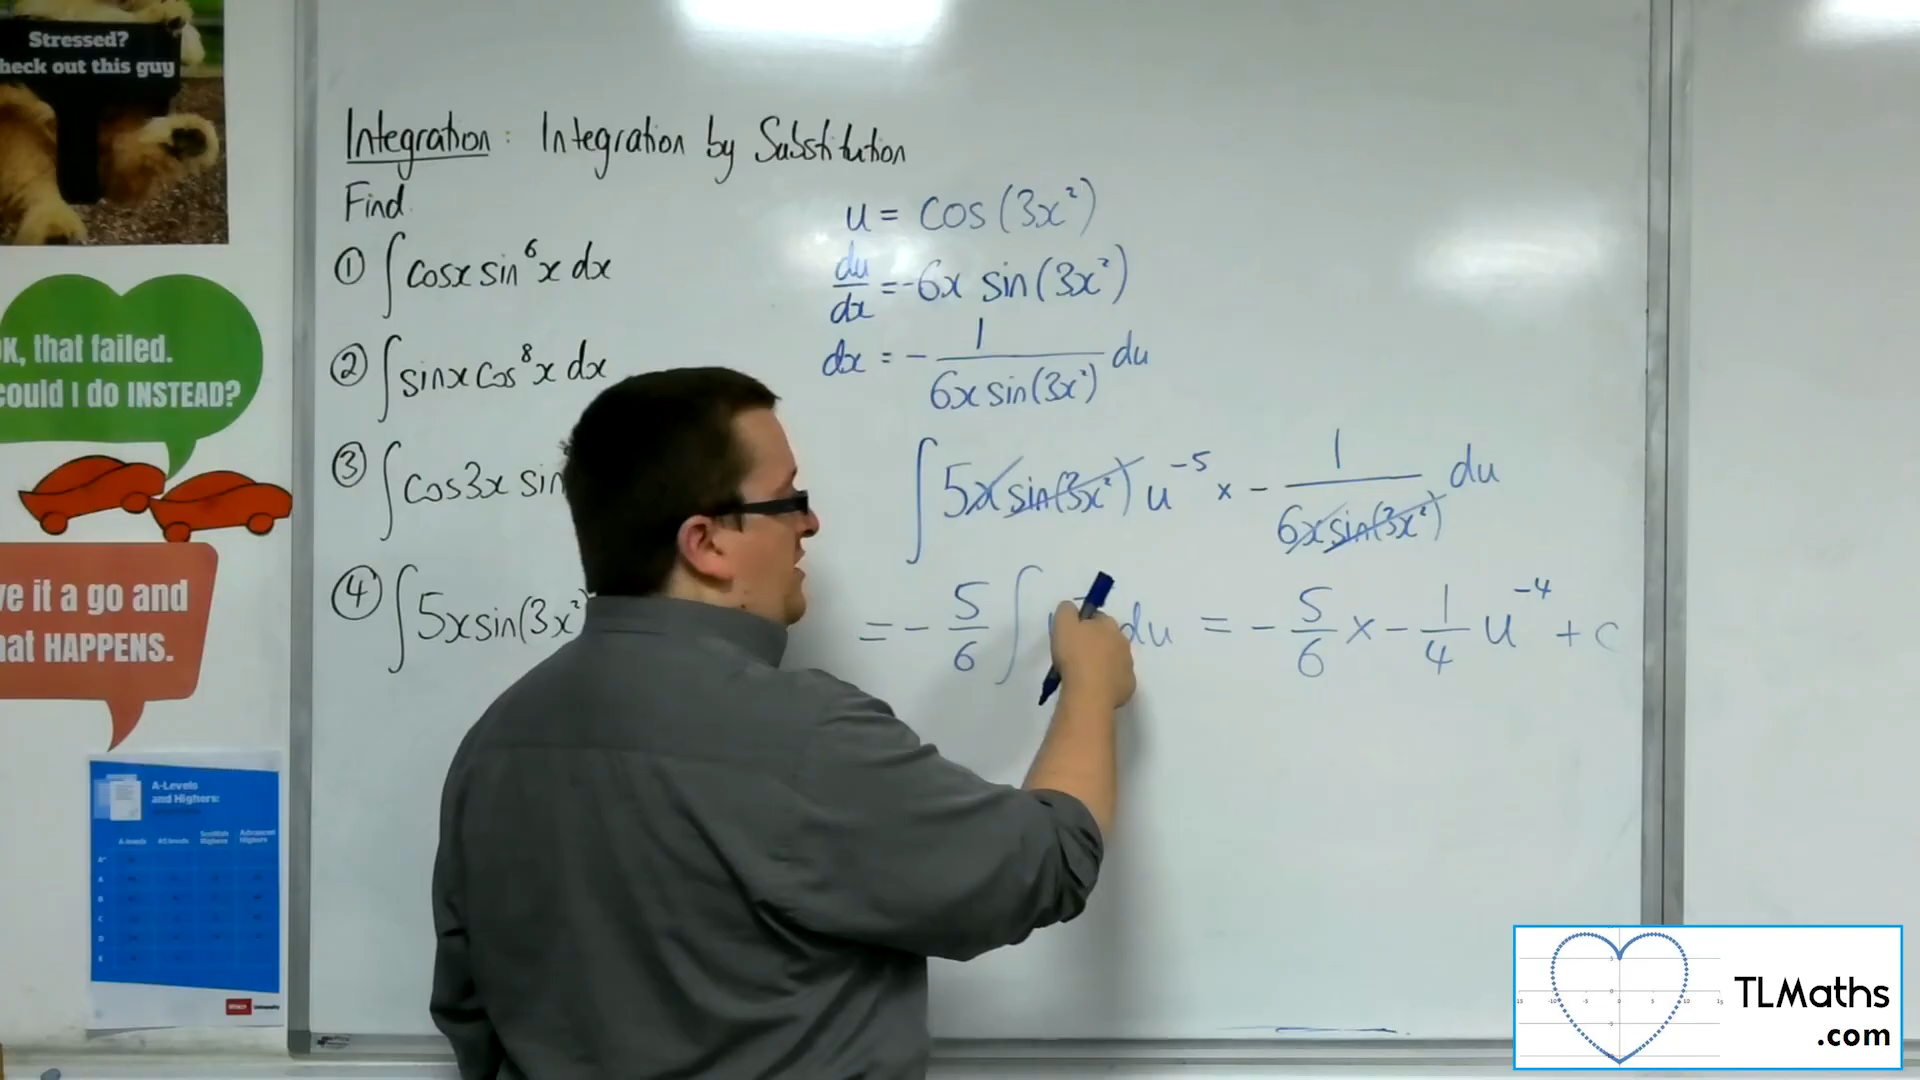 Stressed?
heck out this guy
Integration: Integration by Substitution
Find
① ∫cosx sin⁶x dx
② ∫sinx cos⁸x dx
③ ∫cos3x sin
④ ∫5xsin(3x²)
u = cos(3x²)
du/dx = -6x sin(3x²)
dx = - 1/(6x sin(3x²)) du
∫5x sin(3x²) u⁻⁵ × - 1/(6x sin(3x²)) du
= - 5/6 ∫ du = - 5/6 × - 1/4 u⁻⁴ + c
K, that failed.
could I do INSTEAD?
ve it a go and
hat HAPPENS.
A-Levels
and Highers:
TLMaths
.com